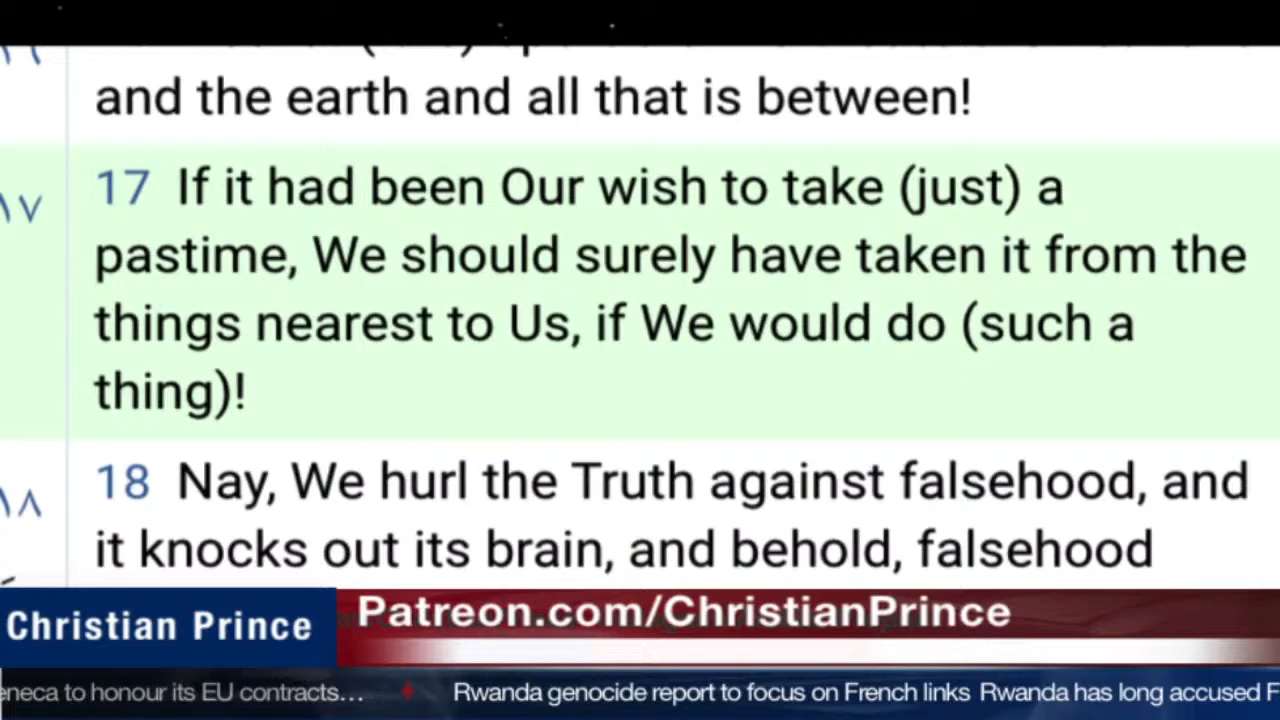 and the earth and all that is between!
١٧
17 If it had been Our wish to take (just) a
pastime, We should surely have taken it from the
things nearest to Us, if We would do (such a
thing)!
١٨
18 Nay, We hurl the Truth against falsehood, and
it knocks out its brain, and behold, falsehood
Christian Prince
Patreon.com/ChristianPrince
eneca to honour its EU contracts... Rwanda genocide report to focus on French links Rwanda has long accused F